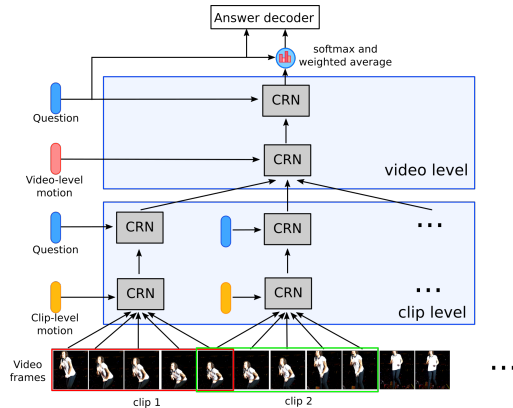 Answer decoder
softmax and
weighted average
CRN
Question
CRN
Video-level
motion
video level
CRN
CRN
...
Question
CRN
CRN
...
Clip-level
motion
clip level
Video
frames
...
clip 1
clip 2